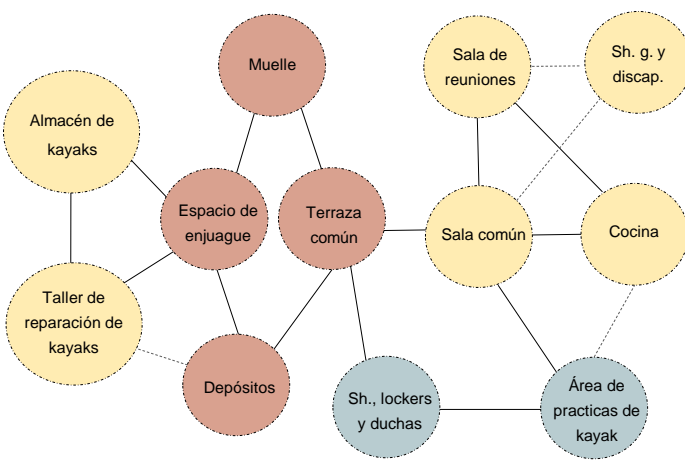 Muelle
Sala de
reuniones
Sh. g. y
discap.
Almacén de
kayaks
Espacio de
enjuague
Terraza
común
Sala común
Cocina
Taller de
reparación de
kayaks
Depósitos
Sh., lockers
y duchas
Área de
practicas de
kayak